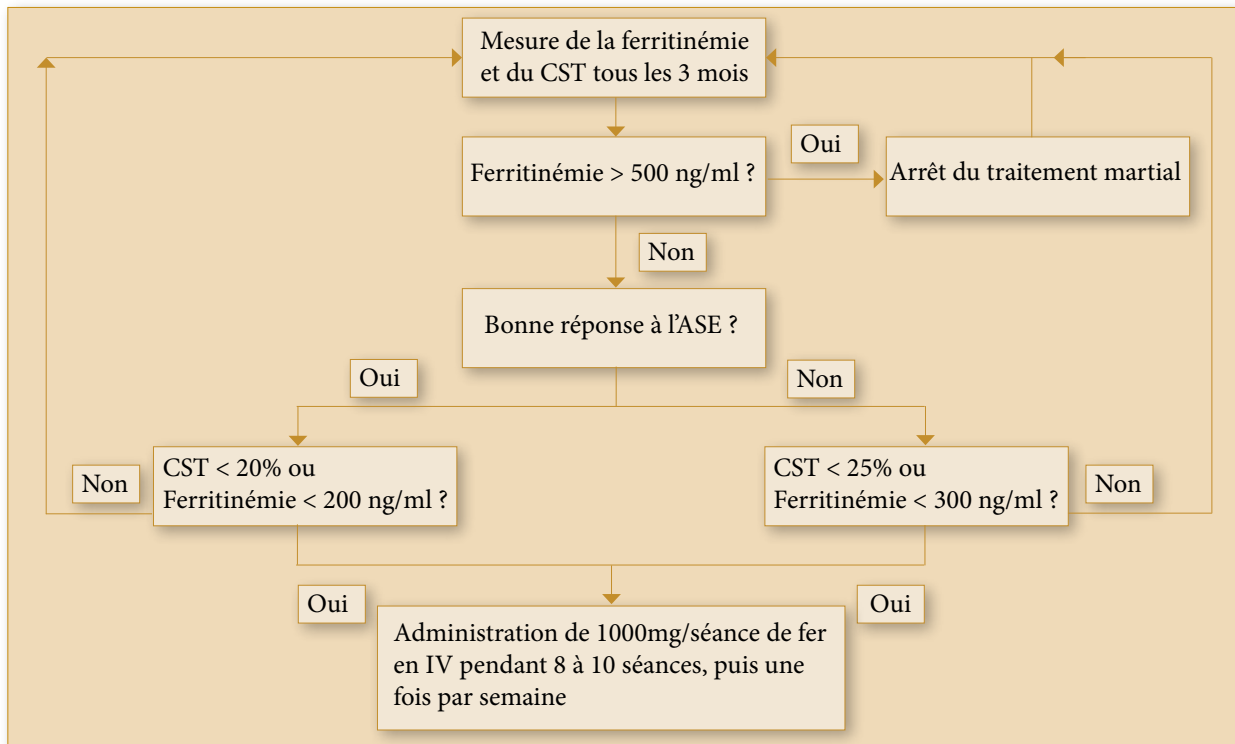 Mesure de la ferritinémie
et du CST tous les 3 mois
Oui
Ferritinémie > 500 ng/ml ?
Arrêt du traitement martial
Non
Bonne réponse à l'ASE ?
Oui
Non
CST < 20% ou
Ferritinémie < 200 ng/ml ?
Non
CST < 25% ou
Ferritinémie < 300 ng/ml ?
Non
Oui
Oui
Administration de 1000mg/séance de fer
en IV pendant 8 à 10 séances, puis une
fois par semaine